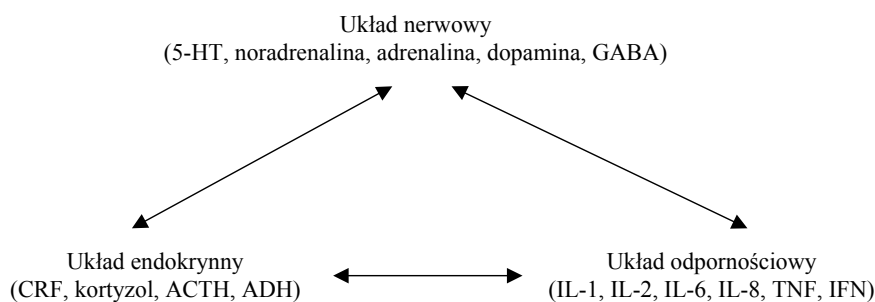 Układ nerwowy
(5-HT, noradrenalina, adrenalina, dopamina, GABA)
Układ endokrynny
(CRF, kortyzol, ACTH, ADH)
Układ odpornościowy
(IL-1, IL-2, IL-6, IL-8, TNF, IFN)